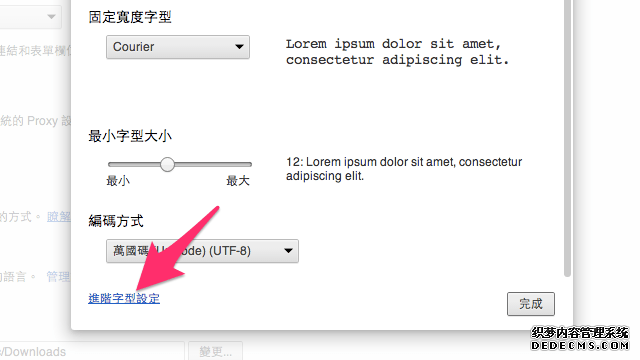 固定寬度字型
Courier
Lorem ipsum dolor sit amet,
consectetur adipiscing elit.
連結和表單欄
統的 Proxy 設
最小字型大小
12: Lorem ipsum dolor sit amet, consectetur
adipiscing elit.
最小
最大
的方式。
編碼方式
萬國碼 (Unicode) (UTF-8)
的語言。 管理
進階字型設定
完成
/Downloads
變更...
织梦内容管理系统
DEDECMS.COM